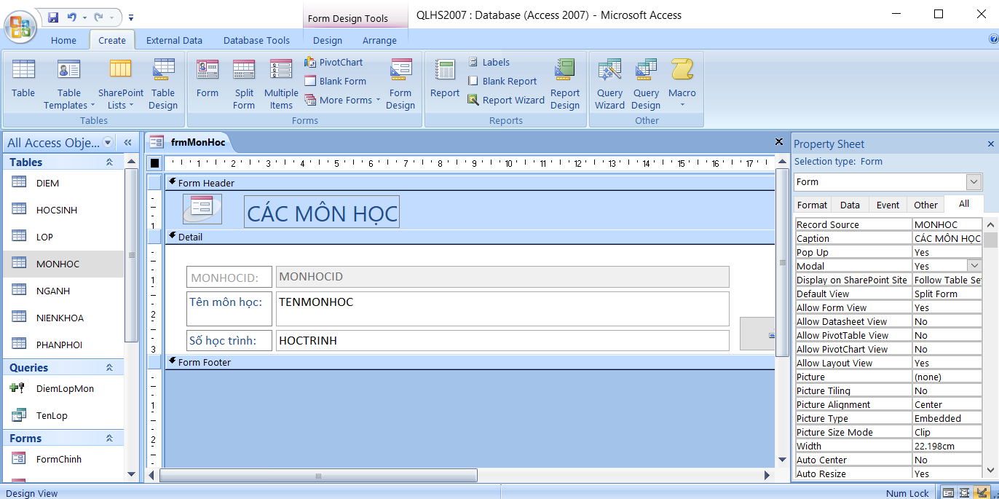 Form Design Tools
QLHS2007 : Database (Access 2007) - Microsoft Access
Home Create External Data Database Tools Design Arrange
Table
Table Templates
SharePoint Lists
Table Design
Tables
Form
Split Form
Multiple Items
PivotChart
Blank Form
More Forms
Form Design
Forms
Report
Labels
Blank Report
Report Wizard
Report Design
Reports
Query Wizard
Query Design
Macro
Other
All Access Obje...
Tables
DIEM
HOCSINH
LOP
MONHOC
NGANH
NIENKHOA
PHANPHOI
Queries
DiemLopMon
TenLop
Forms
FormChinh
frmMonHoc
1 2 3 4 5 6 7 8 9 10 11 12 13 14 15 16 17
Form Header
1
CÁC MÔN HỌC
Detail
1
2
3
MONHOCID: MONHOCID
Tên môn học: TENMONHOC
Số học trình: HOCTRINH
Form Footer
1
2
Property Sheet
Selection type: Form
Form
Format Data Event Other All
Record Source MONHOC
Caption CÁC MÔN HỌC
Pop Up Yes
Modal Yes
Display on SharePoint Site Follow Table Se
Default View Split Form
Allow Form View Yes
Allow Datasheet View No
Allow PivotTable View No
Allow PivotChart View No
Allow Layout View Yes
Picture (none)
Picture Tiling No
Picture Alignment Center
Picture Type Embedded
Picture Size Mode Clip
Width 22.198cm
Auto Center No
Auto Resize Yes
Design View
Num Lock